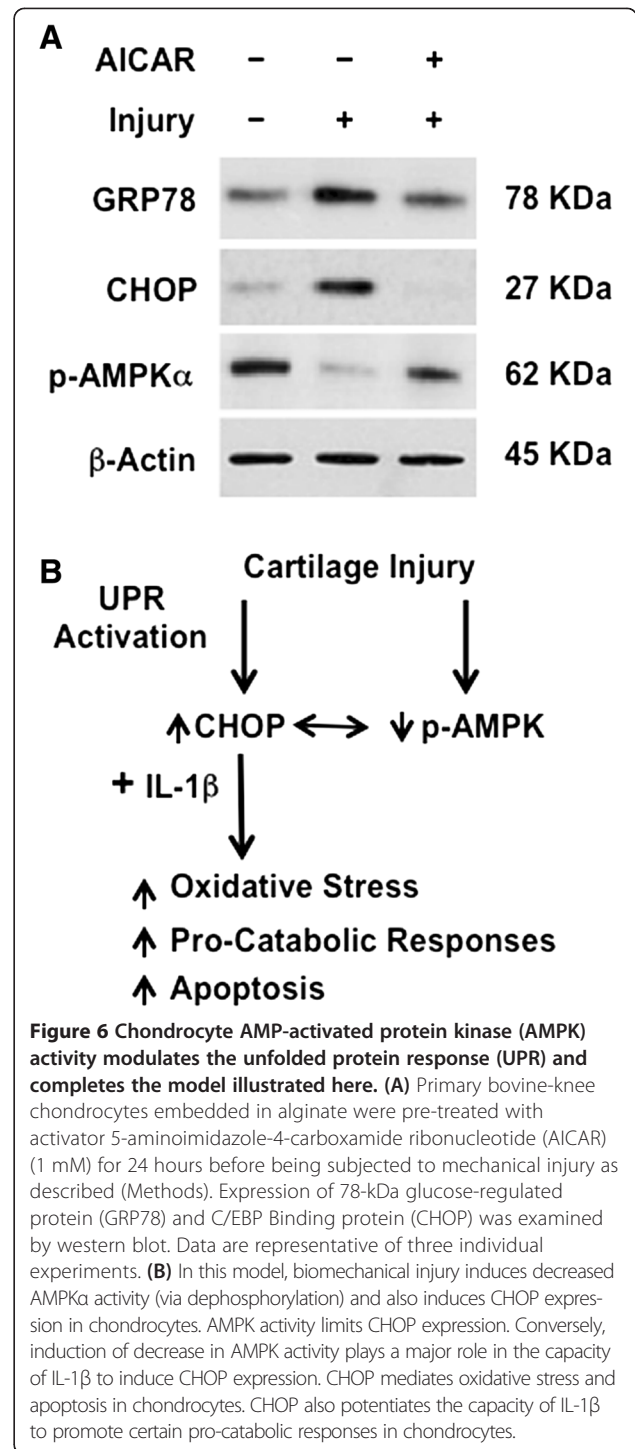 A
AICAR - - +
Injury - + +
GRP78 78 KDa
CHOP 27 KDa
p-AMPKα 62 KDa
β-Actin 45 KDa
B
Cartilage Injury
UPR
Activation
↑CHOP ↔ ↓p-AMPK
+ IL-1β
↑ Oxidative Stress
↑ Pro-Catabolic Responses
↑ Apoptosis
Figure 6 Chondrocyte AMP-activated protein kinase (AMPK)
activity modulates the unfolded protein response (UPR) and
completes the model illustrated here. (A) Primary bovine-knee
chondrocytes embedded in alginate were pre-treated with
activator 5-aminoimidazole-4-carboxamide ribonucleotide (AICAR)
(1 mM) for 24 hours before being subjected to mechanical injury as
described (Methods). Expression of 78-kDa glucose-regulated
protein (GRP78) and C/EBP Binding protein (CHOP) was examined
by western blot. Data are representative of three individual
experiments. (B) In this model, biomechanical injury induces decreased
AMPKα activity (via dephosphorylation) and also induces CHOP expres-
sion in chondrocytes. AMPK activity limits CHOP expression. Conversely,
induction of decrease in AMPK activity plays a major role in the capacity
of IL-1β to induce CHOP expression. CHOP mediates oxidative stress and
apoptosis in chondrocytes. CHOP also potentiates the capacity of IL-1β
to promote certain pro-catabolic responses in chondrocytes.